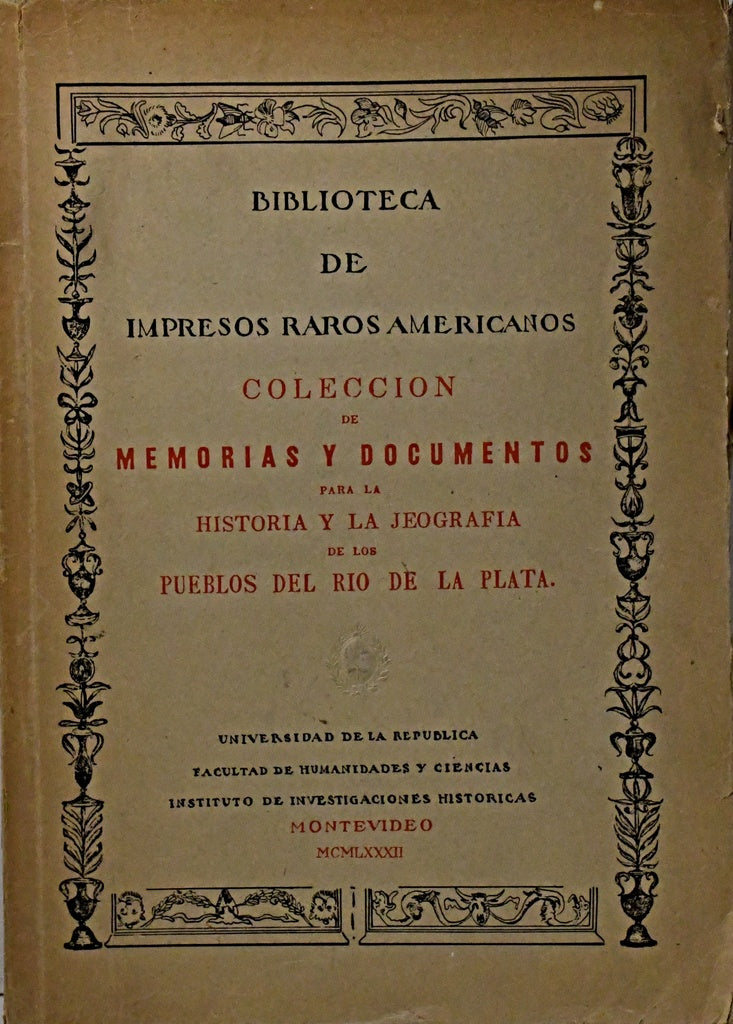 BIBLIOTECA
DE
IMPRESOS RAROS AMERICANOS
COLECCION
DE
MEMORIAS Y DOCUMENTOS
PARA LA
HISTORIA Y LA JEOGRAFIA
DE LOS
PUEBLOS DEL RIO DE LA PLATA.
UNIVERSIDAD DE LA REPUBLICA
FACULTAD DE HUMANIDADES Y CIENCIAS
INSTITUTO DE INVESTIGACIONES HISTORICAS
MONTEVIDEO
MCMLXXXII